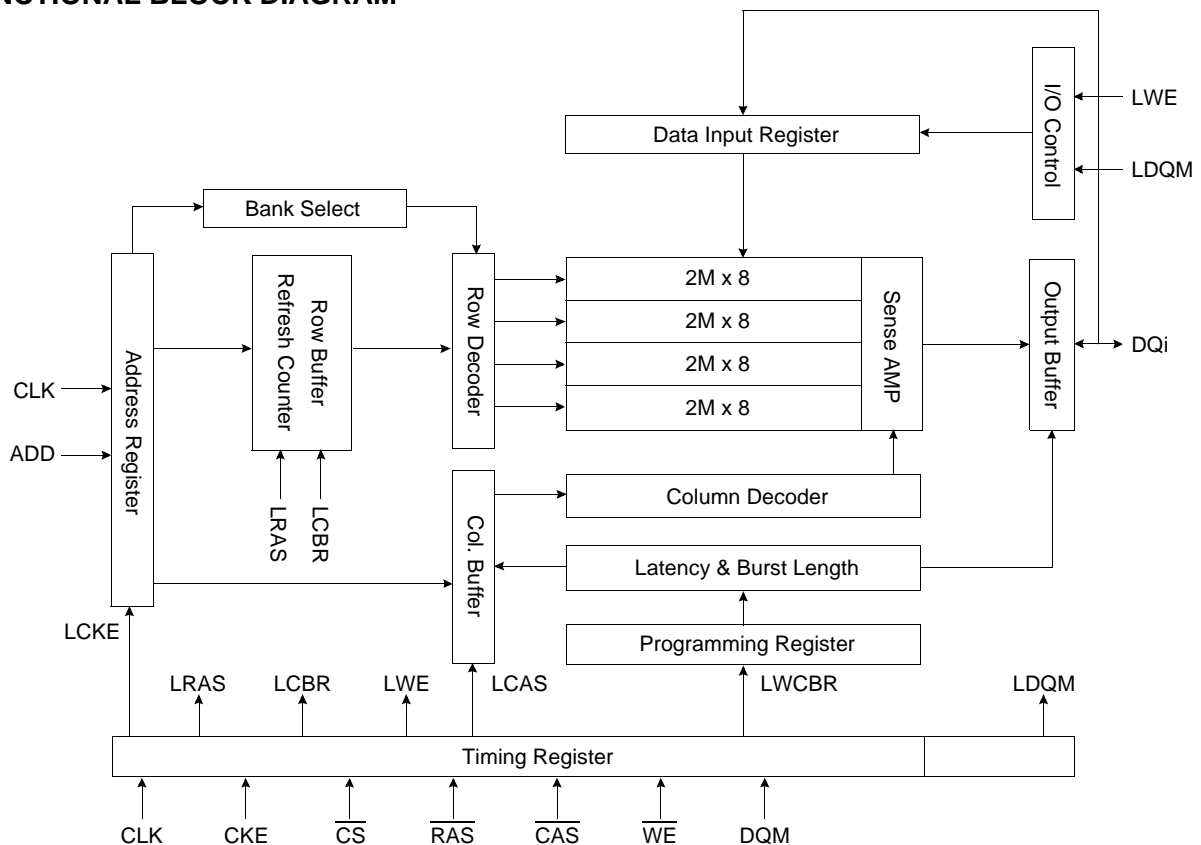 FUNCTIONAL BLOCK DIAGRAM
I/O Control
LWE
LDQM
Data Input Register
Bank Select
Address Register
CLK
ADD
Refresh Counter
Row Buffer
Row Decoder
2M x 8
2M x 8
2M x 8
2M x 8
Sense AMP
Output Buffer
DQi
LRAS
LCBR
Col. Buffer
Column Decoder
Latency & Burst Length
Programming Register
LCKE
LRAS
LCBR
LWE
LCAS
LWCBR
LDQM
Timing Register
CLK
CKE
CS
RAS
CAS
WE
DQM